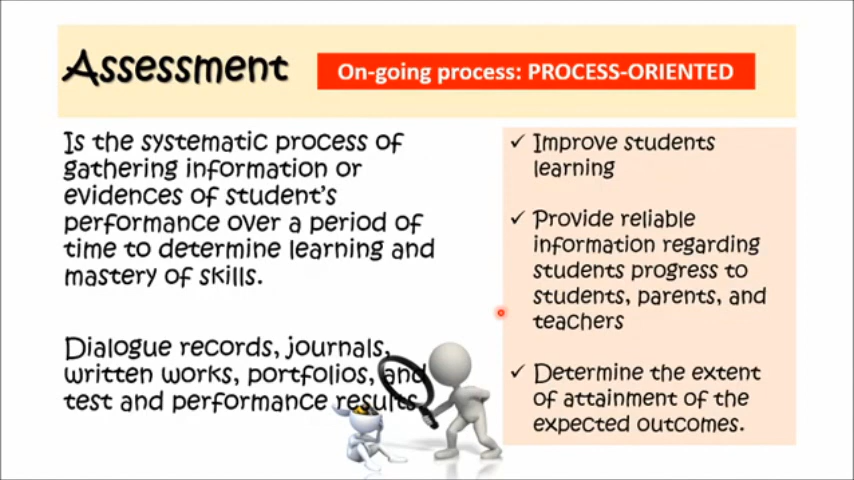 Assessment
On-going process: PROCESS-ORIENTED
Is the systematic process of
gathering information or
evidences of student's
performance over a period of
time to determine learning and
mastery of skills.
Dialogue records, journals,
written works, portfolios, and
test and performance results.
✓ Improve students
learning
✓ Provide reliable
information regarding
students progress to
students, parents, and
teachers
✓ Determine the extent
of attainment of the
expected outcomes.